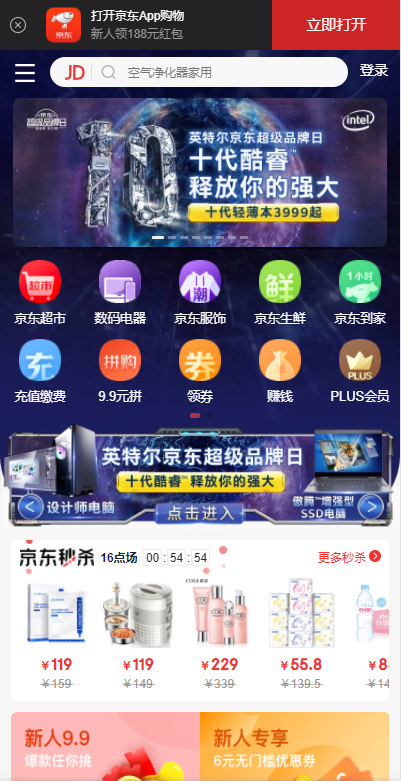 打开京东App购物
新人领188元红包
立即打开
京东
JD
空气净化器家用
登录
京东
超级品牌日
intel
10
英特尔京东超级品牌日
十代酷睿™
释放你的强大
十代轻薄本3999起
超市
11
潮
鲜
1小时
京东超市
数码电器
京东服饰
京东生鲜
京东到家
充
拼购
券
¥
PLUS
充值缴费
9.9元拼
领券
赚钱
PLUS会员
英特尔京东超级品牌日
十代酷睿™ 释放你的强大
设计师电脑
点击进入
傲腾™增强型
SSD电脑
京东秒杀
16点场
00:54:54
更多秒杀
COGI 高姿
evian
¥119
¥119
¥229
¥55.8
¥159
¥149
¥339
¥139.5
新人9.9
爆款任你挑
新人专享
6元无门槛优惠券